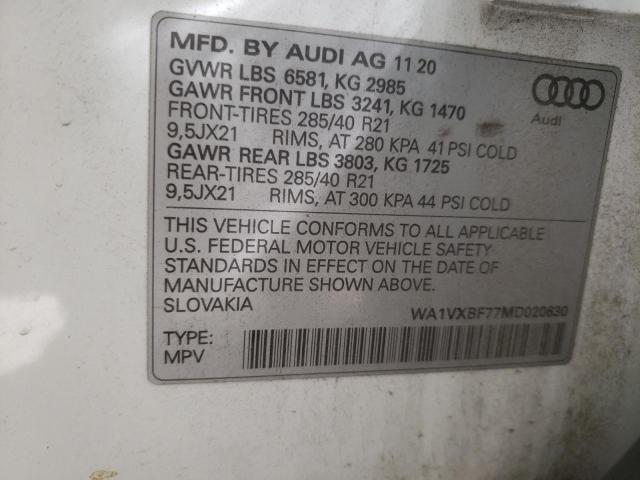 MFD. BY AUDI AG 11 20
GVWR LBS 6581, KG 2985
GAWR FRONT LBS 3241, KG 1470
FRONT-TIRES 285/40 R21
9,5JX21 RIMS, AT 280 KPA 41 PSI COLD
GAWR REAR LBS 3803, KG 1725
REAR-TIRES 285/40 R21
9,5JX21 RIMS, AT 300 KPA 44 PSI COLD
Audi
THIS VEHICLE CONFORMS TO ALL APPLICABLE
U.S. FEDERAL MOTOR VEHICLE SAFETY
STANDARDS IN EFFECT ON THE DATE OF
MANUFACTURE SHOWN ABOVE.
SLOVAKIA
WA1VXBF77MD020630
TYPE:
MPV